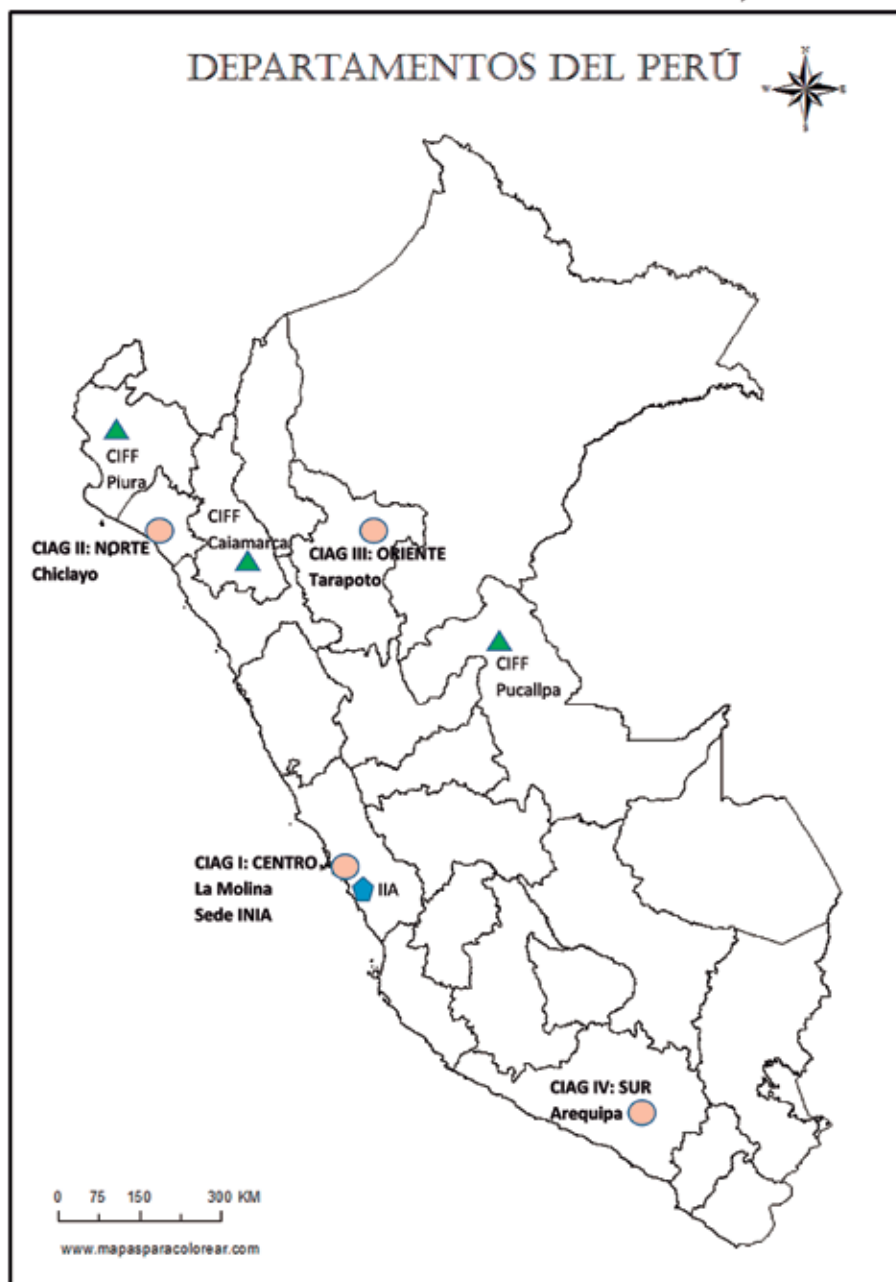 DEPARTAMENTOS DEL PERÚ
N
W
E
S
CIFF
Piura
CIFF
Caiamarca
CIAG II: NORTE
Chiclayo
CIAG III: ORIENTE
Tarapoto
CIFF
Pucallpa
CIAG I: CENTRO
La Molina
Sede INIA
IIA
CIAG IV: SUR
Arequipa
0 75 150 300 KM
www.mapasparacolorear.com